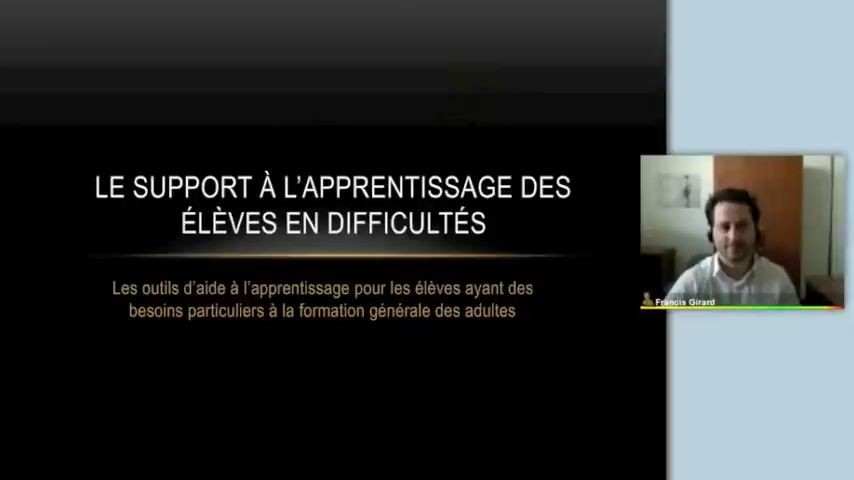 LE SUPPORT À L'APPRENTISSAGE DES
ÉLÈVES EN DIFFICULTÉS
Les outils d'aide à l'apprentissage pour les élèves ayant des
besoins particuliers à la formation générale des adultes
Francis Girard